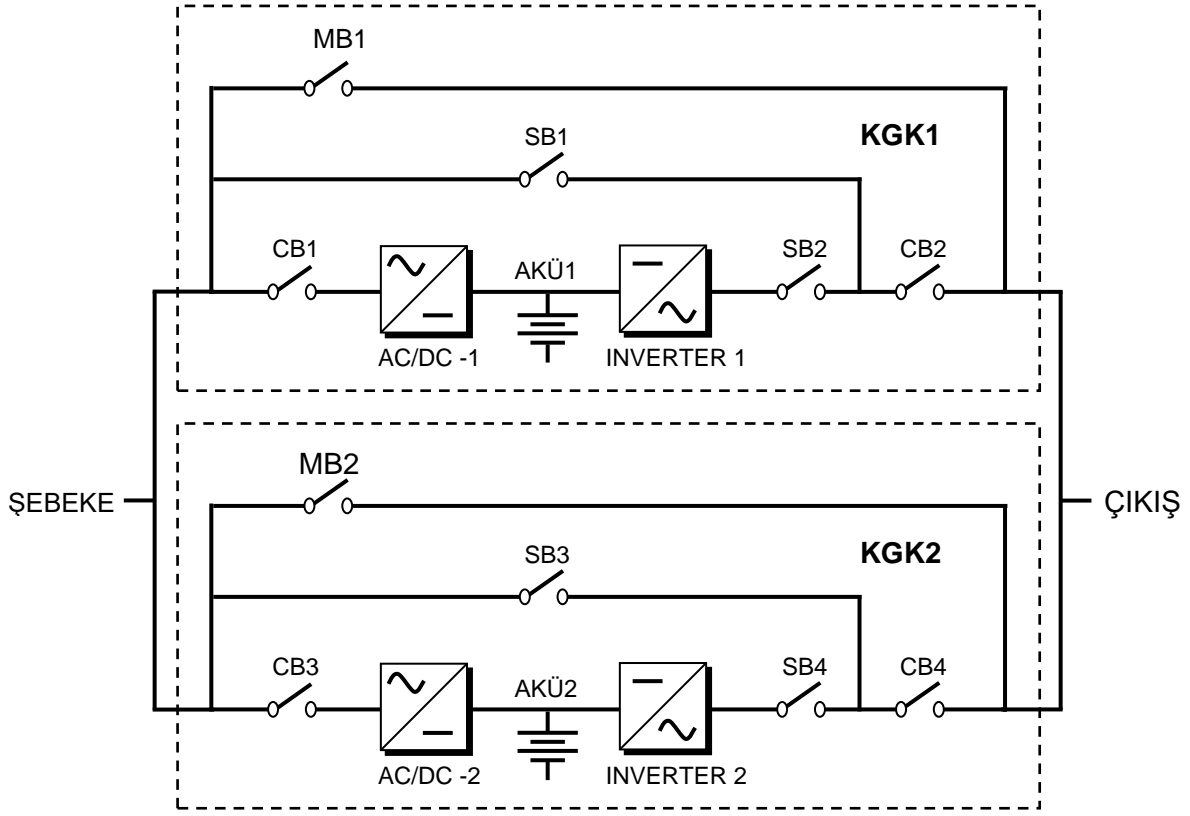 MB1
SB1
KGK1
CB1
AKÜ1
SB2
CB2
AC/DC -1
INVERTER 1
MB2
ŞEBEKE
ÇIKIŞ
SB3
KGK2
CB3
AKÜ2
SB4
CB4
AC/DC -2
INVERTER 2